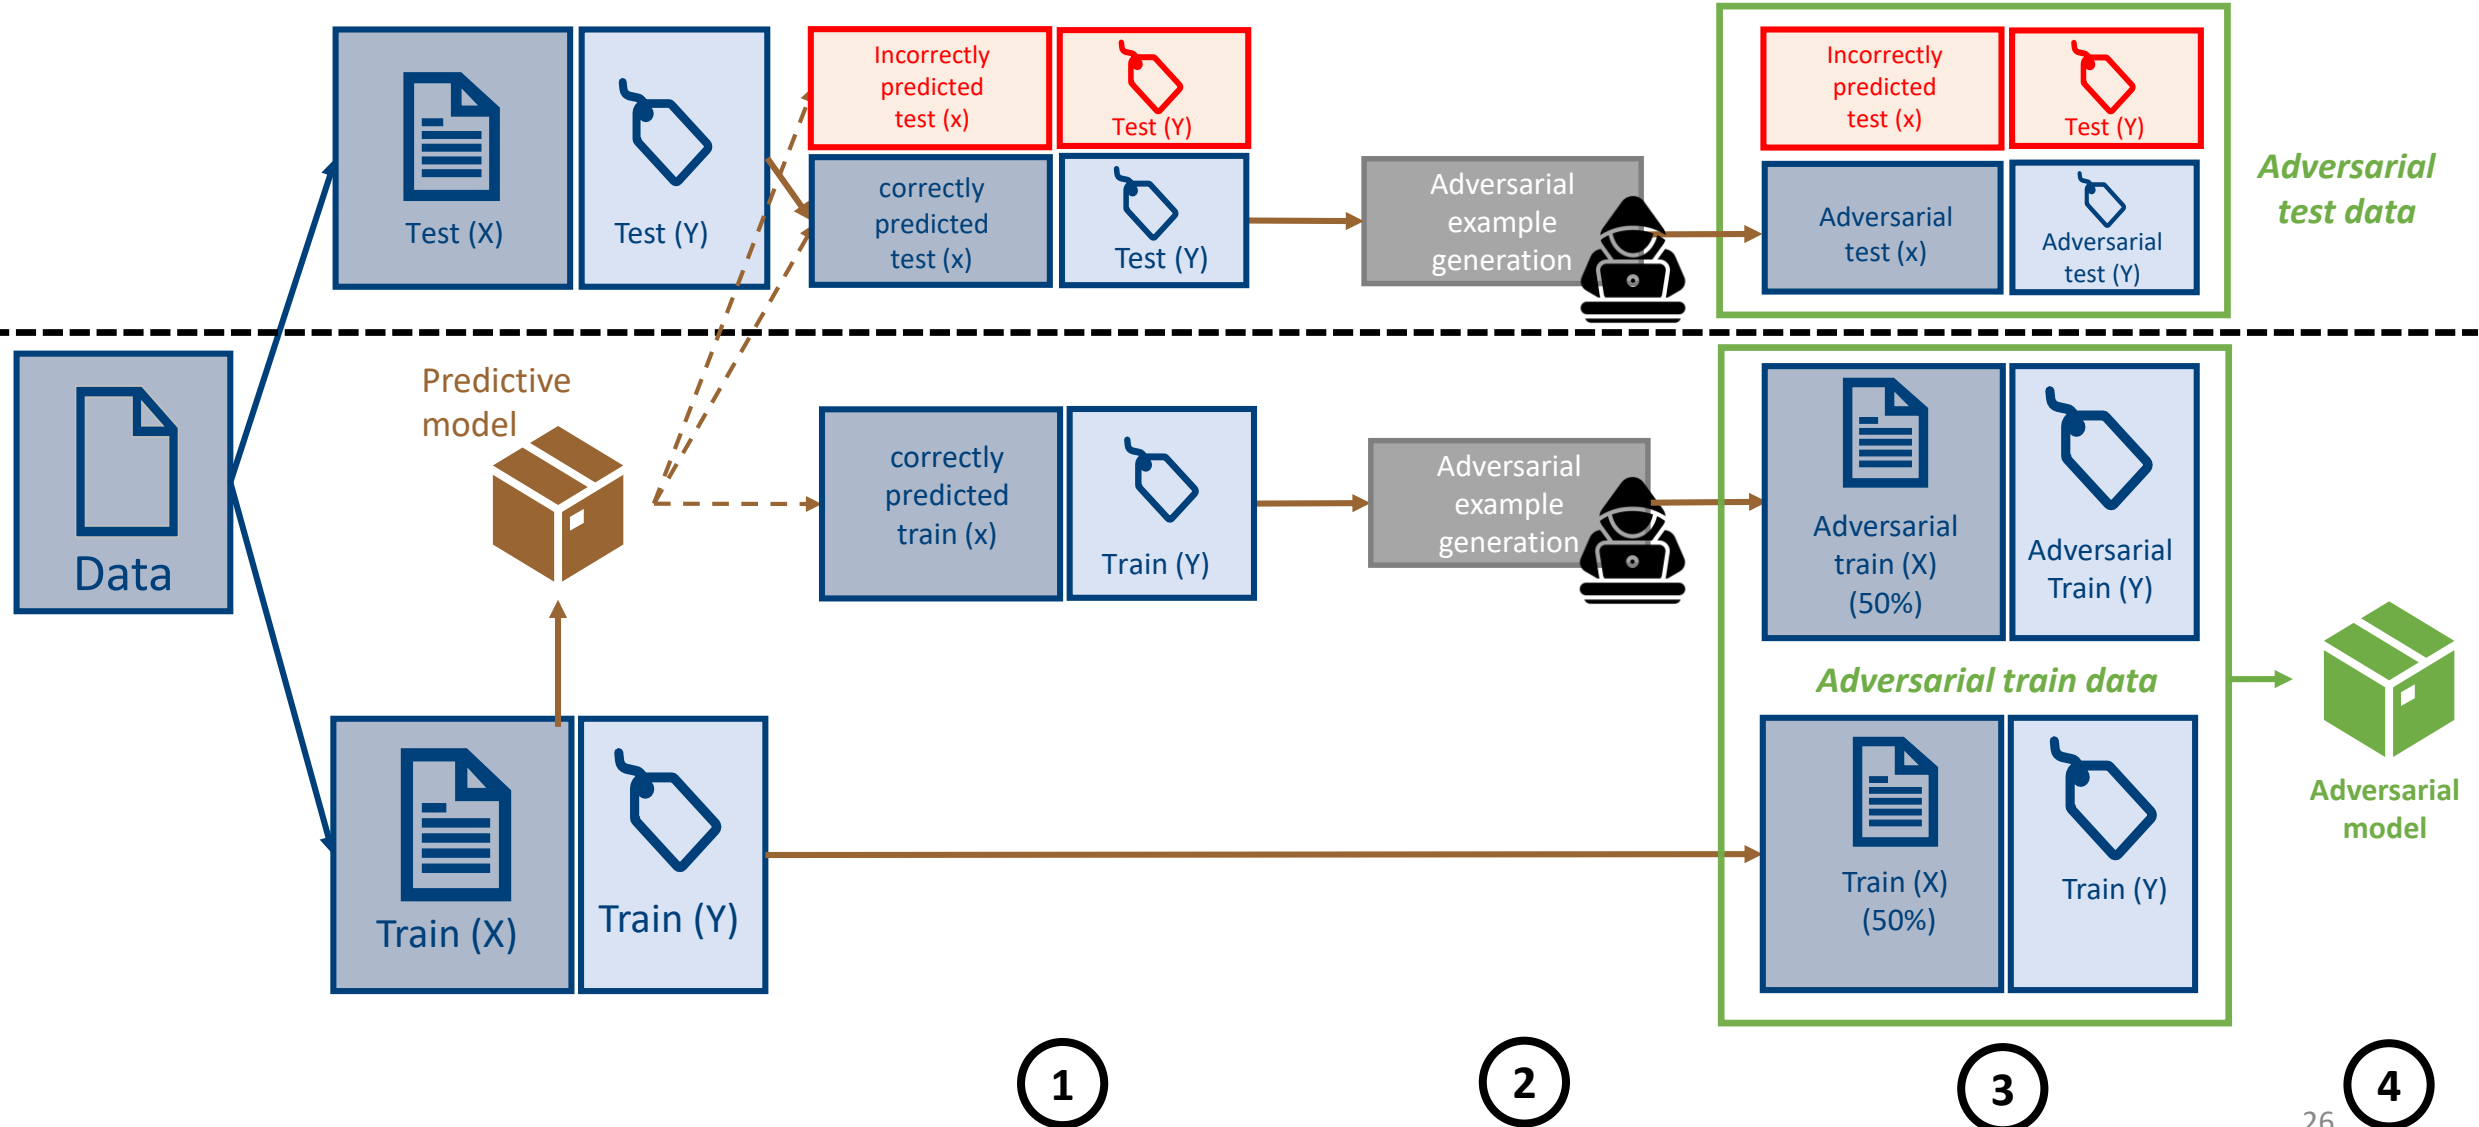 Test (X)
Test (Y)
Incorrectly
predicted
test (x)
Test (Y)
correctly
predicted
test (x)
Test (Y)
Adversarial
example
generation
Incorrectly
predicted
test (x)
Test (Y)
Adversarial
test (x)
Adversarial
test (Y)
Adversarial
test data
Data
Predictive
model
correctly
predicted
train (x)
Train (Y)
Adversarial
example
generation
Adversarial
train (X)
(50%)
Adversarial
Train (Y)
Adversarial train data
Train (X)
Train (Y)
Train (X)
(50%)
Train (Y)
Adversarial
model
1
2
3
4
26